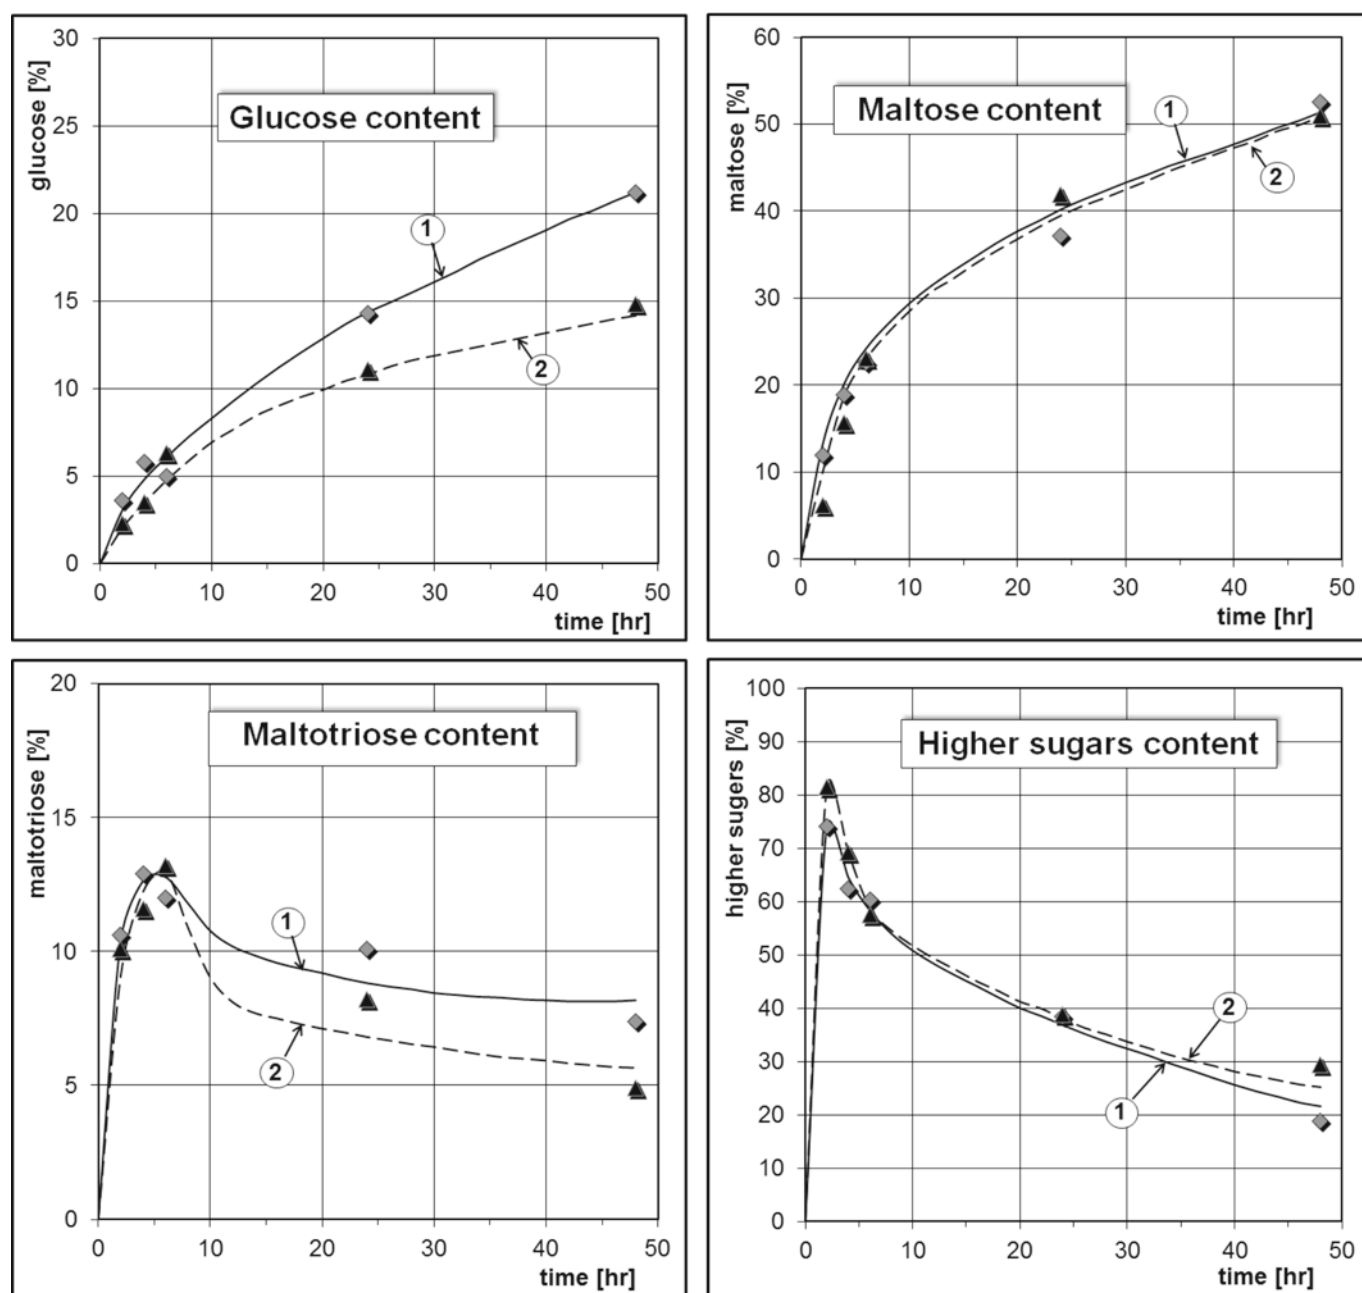 glucose [%]
30
25
20
15
10
5
0
Glucose content
1
2
0 10 20 30 40 50
time [hr]
maltose [%]
60
50
40
30
20
10
0
Maltose content
1
2
0 10 20 30 40 50
time [hr]
maltotriose [%]
20
15
10
5
0
Maltotriose content
1
2
0 10 20 30 40 50
time [hr]
higher sugers [%]
100
90
80
70
60
50
40
30
20
10
0
Higher sugars content
2
1
0 10 20 30 40 50
time [hr]